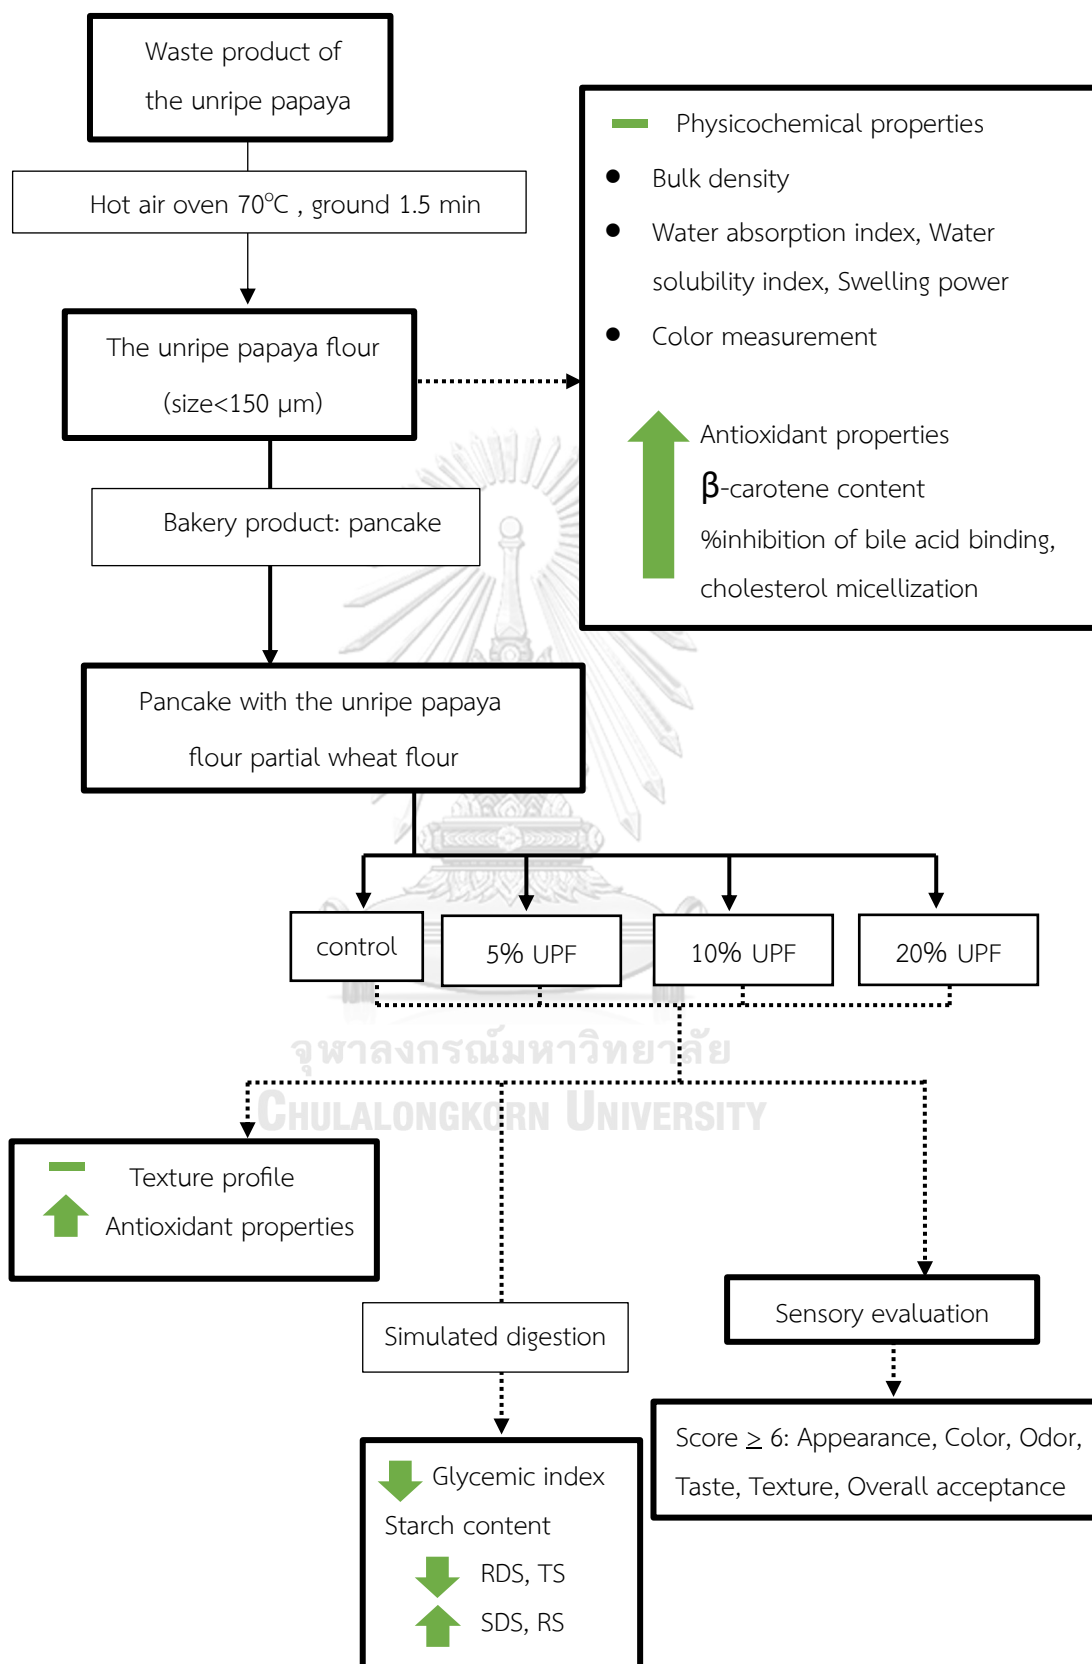 Waste product of
the unripe papaya
Hot air oven 70°C , ground 1.5 min
The unripe papaya flour
(size<150 µm)
Physicochemical properties
● Bulk density
● Water absorption index, Water
solubility index, Swelling power
● Color measurement
Antioxidant properties
β-carotene content
%inhibition of bile acid binding,
cholesterol micellization
Bakery product: pancake
Pancake with the unripe papaya
flour partial wheat flour
control
5% UPF
10% UPF
20% UPF
จุฬาลงกรณ์มหาวิทยาลัย
CHULALONGKORN UNIVERSITY
Texture profile
Antioxidant properties
Simulated digestion
Glycemic index
Starch content
RDS, TS
SDS, RS
Sensory evaluation
Score ≥ 6: Appearance, Color, Odor,
Taste, Texture, Overall acceptance